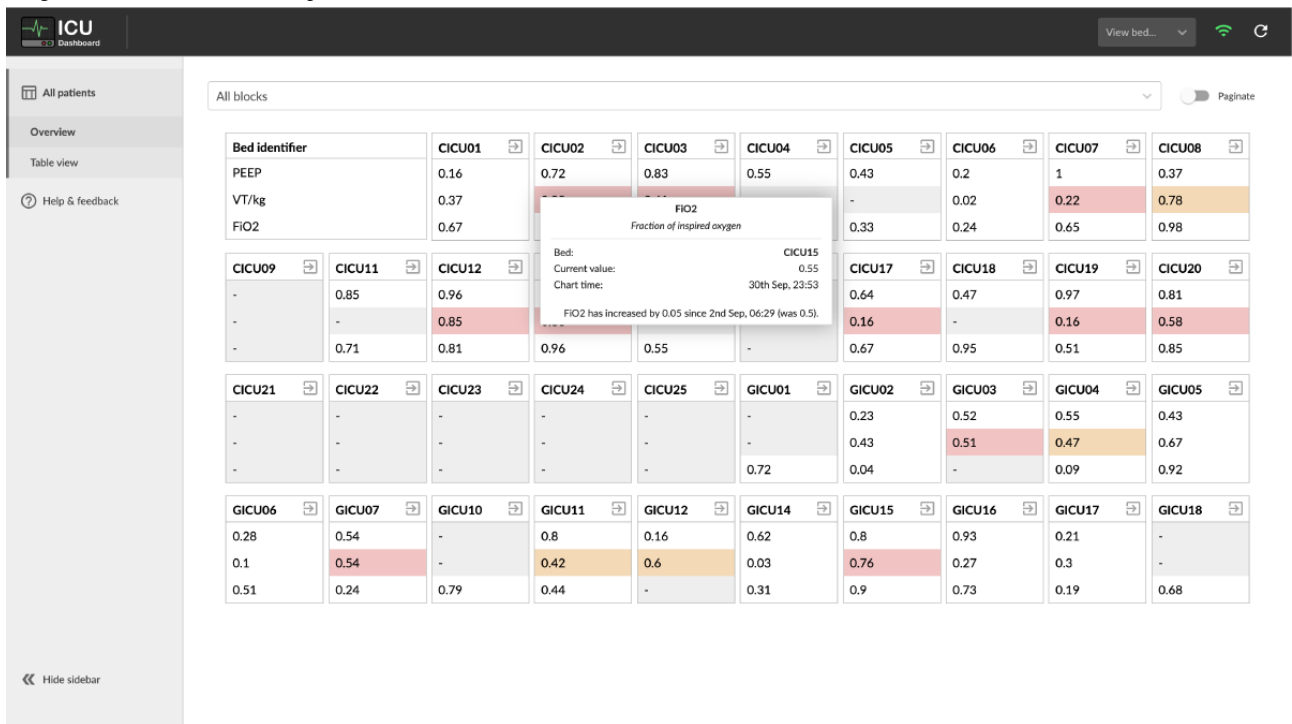 ICU
Dashboard
View bed...
All patients
Overview
Table view
Help & feedback
Hide sidebar
All blocks
Paginate
Bed identifier CICU01 CICU02 CICU03 CICU04 CICU05 CICU06 CICU07 CICU08
PEEP 0.16 0.72 0.83 0.55 0.43 0.2 1 0.37
VT/kg 0.37 - 0.02 0.22 0.78
FiO2 0.67 0.33 0.24 0.65 0.98
FiO2
Fraction of inspired oxygen
Bed: CICU15
Current value: 0.55
Chart time: 30th Sep, 23:53
FiO2 has increased by 0.05 since 2nd Sep, 06:29 (was 0.5).
CICU09 CICU11 CICU12 CICU17 CICU18 CICU19 CICU20
- 0.85 0.96 0.64 0.47 0.97 0.81
- - 0.85 0.16 - 0.16 0.58
- 0.71 0.81 0.96 0.55 - 0.67 0.95 0.51 0.85
CICU21 CICU22 CICU23 CICU24 CICU25 GICU01 GICU02 GICU03 GICU04 GICU05
- - - - - - 0.23 0.52 0.55 0.43
- - - - - - 0.43 0.51 0.47 0.67
- - - - - 0.72 0.04 - 0.09 0.92
GICU06 GICU07 GICU10 GICU11 GICU12 GICU14 GICU15 GICU16 GICU17 GICU18
0.28 0.54 - 0.8 0.16 0.62 0.8 0.93 0.21 -
0.1 0.54 - 0.42 0.6 0.03 0.76 0.27 0.3 -
0.51 0.24 0.79 0.44 - 0.31 0.9 0.73 0.19 0.68